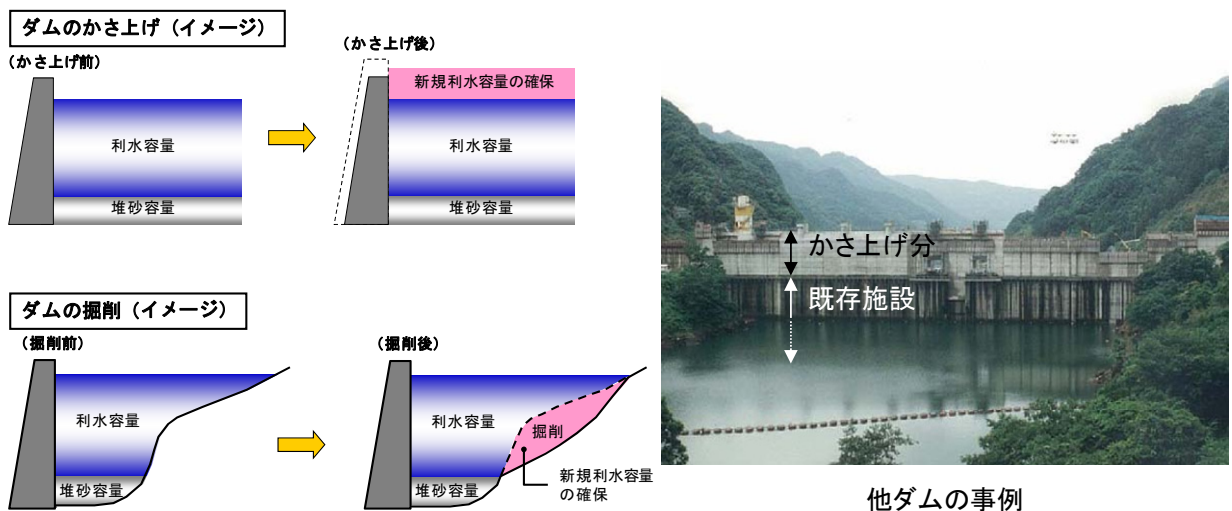 ダムのかさ上げ（イメージ）
（かさ上げ前）
利水容量
堆砂容量
（かさ上げ後）
新規利水容量の確保
利水容量
堆砂容量
ダムの掘削（イメージ）
（掘削前）
利水容量
堆砂容量
（掘削後）
利水容量
掘削
堆砂容量
新規利水容量
の確保
かさ上げ分
既存施設
他ダムの事例